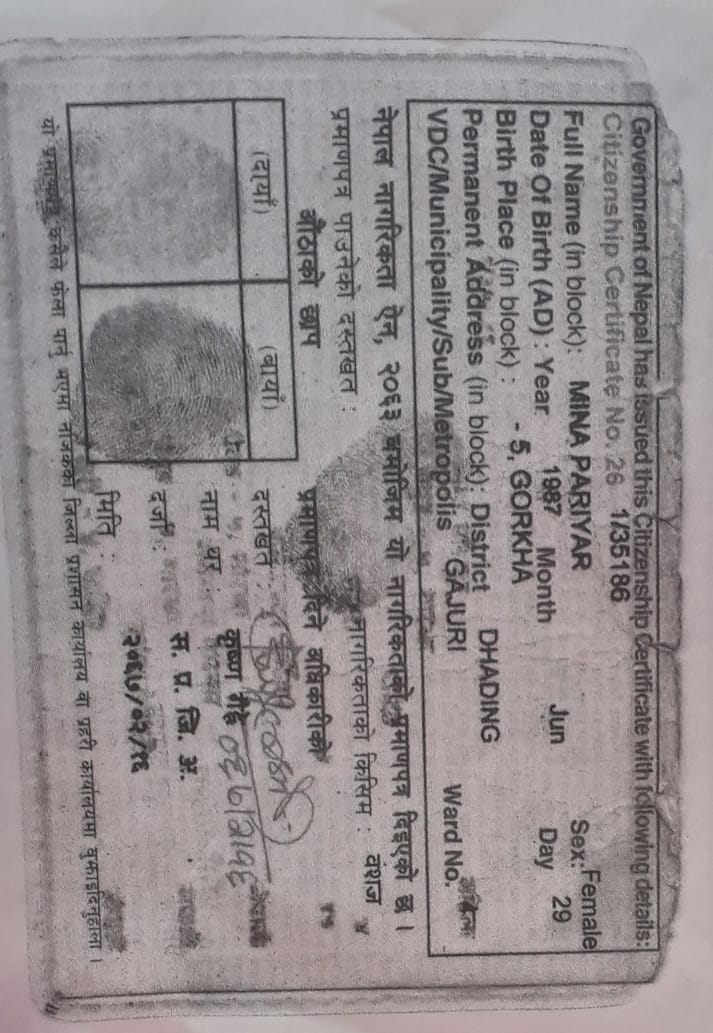 Government of Nepal has issued this Citizenship Certificate with following details:
Citizenship Certificate No. 26 1/35186
Sex: Female
Full Name (in block): MINA PARIYAR
Date Of Birth (AD) : Year 1987 Month Jun Day 29
Birth Place (in block) : - 5, GORKHA
Permanent Address (in block): District DHADING
VDC/Municipality/Sub/Metropolis GAJURI Ward No.
नेपाल नागरिकता ऐन, २०६३ बमोजिम यो नागरिकताको प्रमाणपत्र दिइएको छ ।
प्रमाणपत्र पाउनेको दस्तखत : नागरिकताको किसिम : वंशज
औंठाको छाप
(दायाँ) (बायाँ)
प्रमाणपत्र दिने अधिकारीको
दस्तखत :
नाम थर : कृष्ण
दर्जा : स. प्र. जि. अ.
मिति : २०६७/०२/१६
यो प्रमाणपत्र कसैले फेला पारे नजिकको जिल्ला प्रशासन कार्यालय वा प्रहरी कार्यालयमा बुझाइदिनुहोला ।